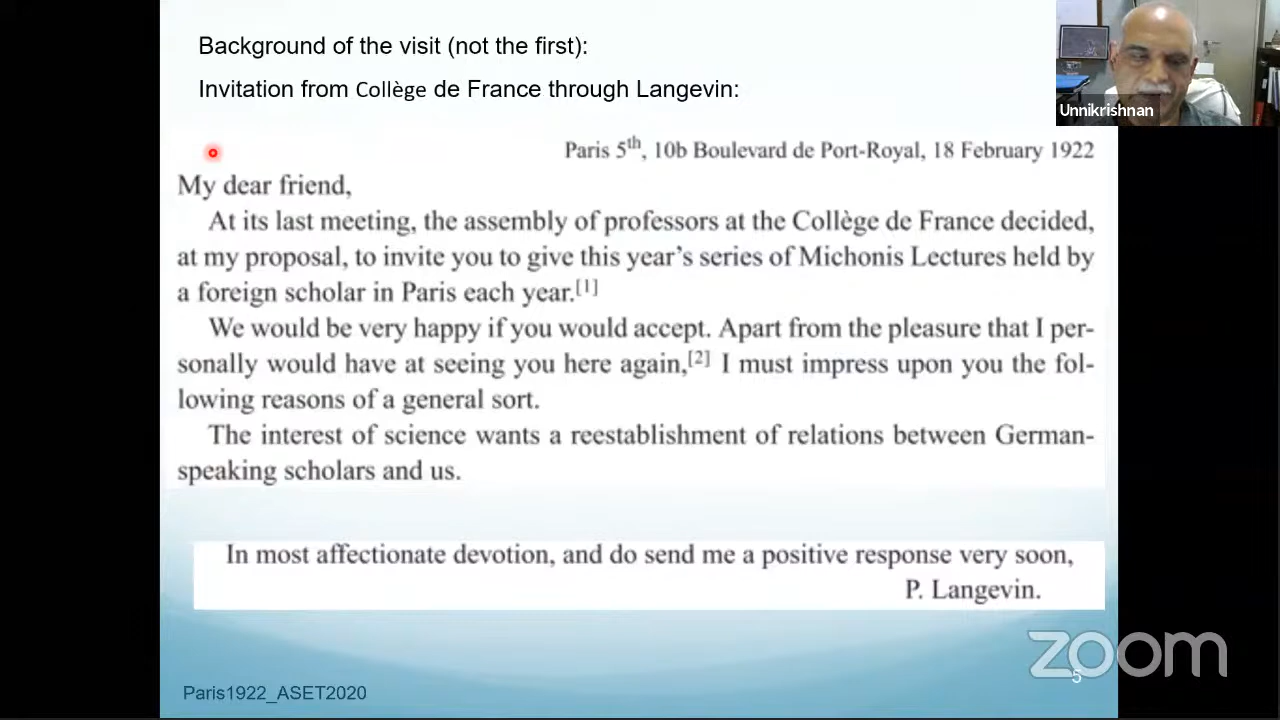 Background of the visit (not the first):
Invitation from Collège de France through Langevin:
Unnikrishnan
Paris 5th, 10b Boulevard de Port-Royal, 18 February 1922
My dear friend,
At its last meeting, the assembly of professors at the Collège de France decided,
at my proposal, to invite you to give this year's series of Michonis Lectures held by
a foreign scholar in Paris each year.[1]
We would be very happy if you would accept. Apart from the pleasure that I per-
sonally would have at seeing you here again,[2] I must impress upon you the fol-
lowing reasons of a general sort.
The interest of science wants a reestablishment of relations between German-
speaking scholars and us.
In most affectionate devotion, and do send me a positive response very soon,
P. Langevin.
zoom
5
Paris1922_ASET2020